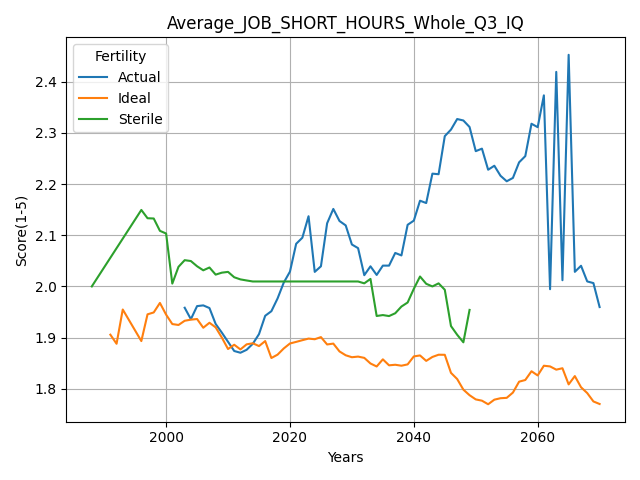 Average_JOB_SHORT_HOURS_Whole_Q3_IQ
Fertility
Actual
Ideal
Sterile
Score(1-5)
2.4
2.3
2.2
2.1
2.0
1.9
1.8
2000
2020
2040
2060
Years